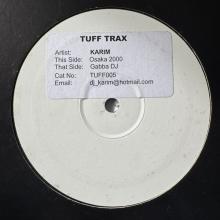 TUFF TRAX
Artist: KARIM
This Side: Osaka 2000
That Side: Gabba DJ
Cat No: TUFF005
Email: dj_karim@hotmail.com